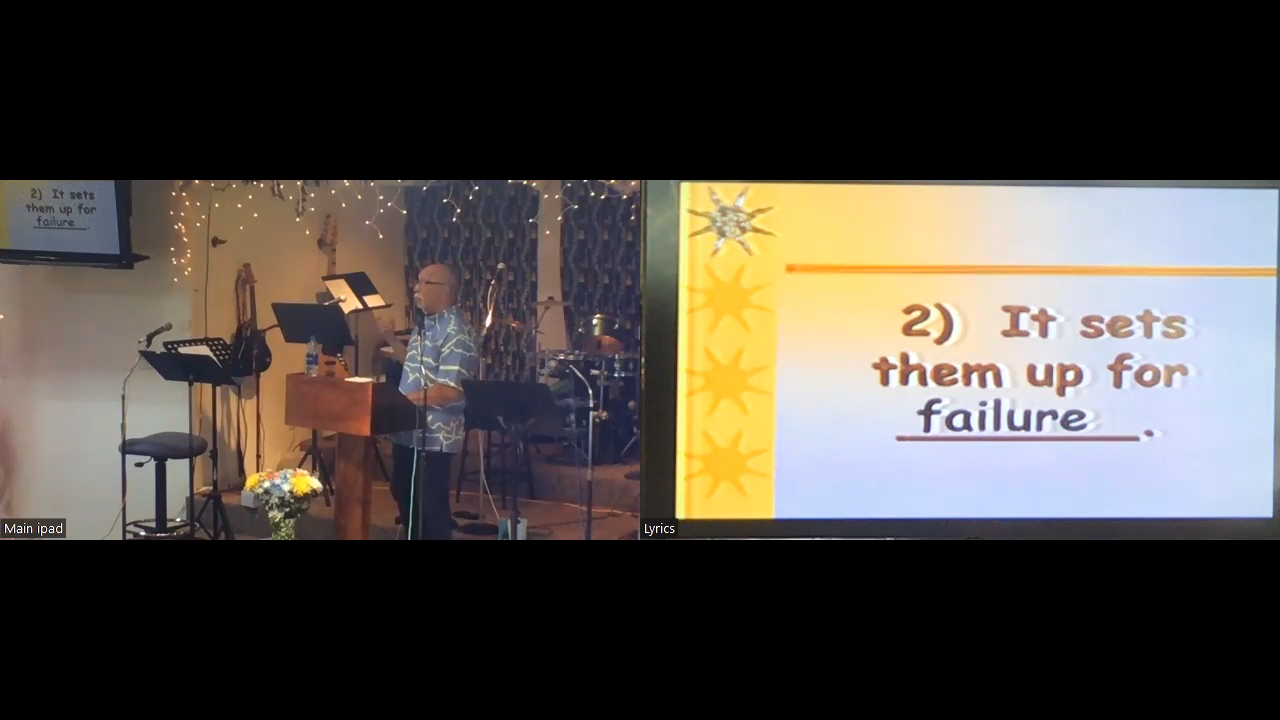 2) It sets
them up for
failure.
Main ipad
2) It sets
them up for
failure.
Lyrics